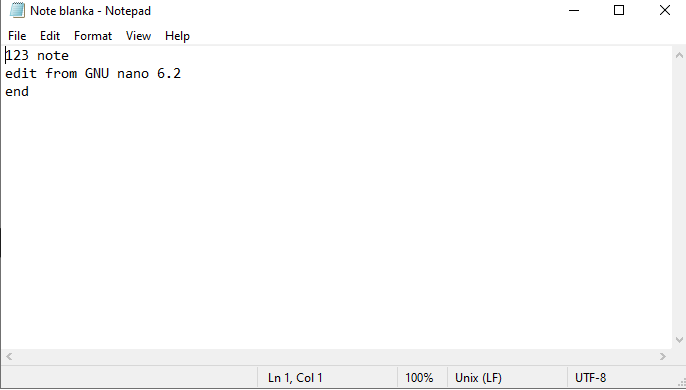 Note blanka - Notepad
File Edit Format View Help
123 note
edit from GNU nano 6.2
end
Ln 1, Col 1 100% Unix (LF) UTF-8